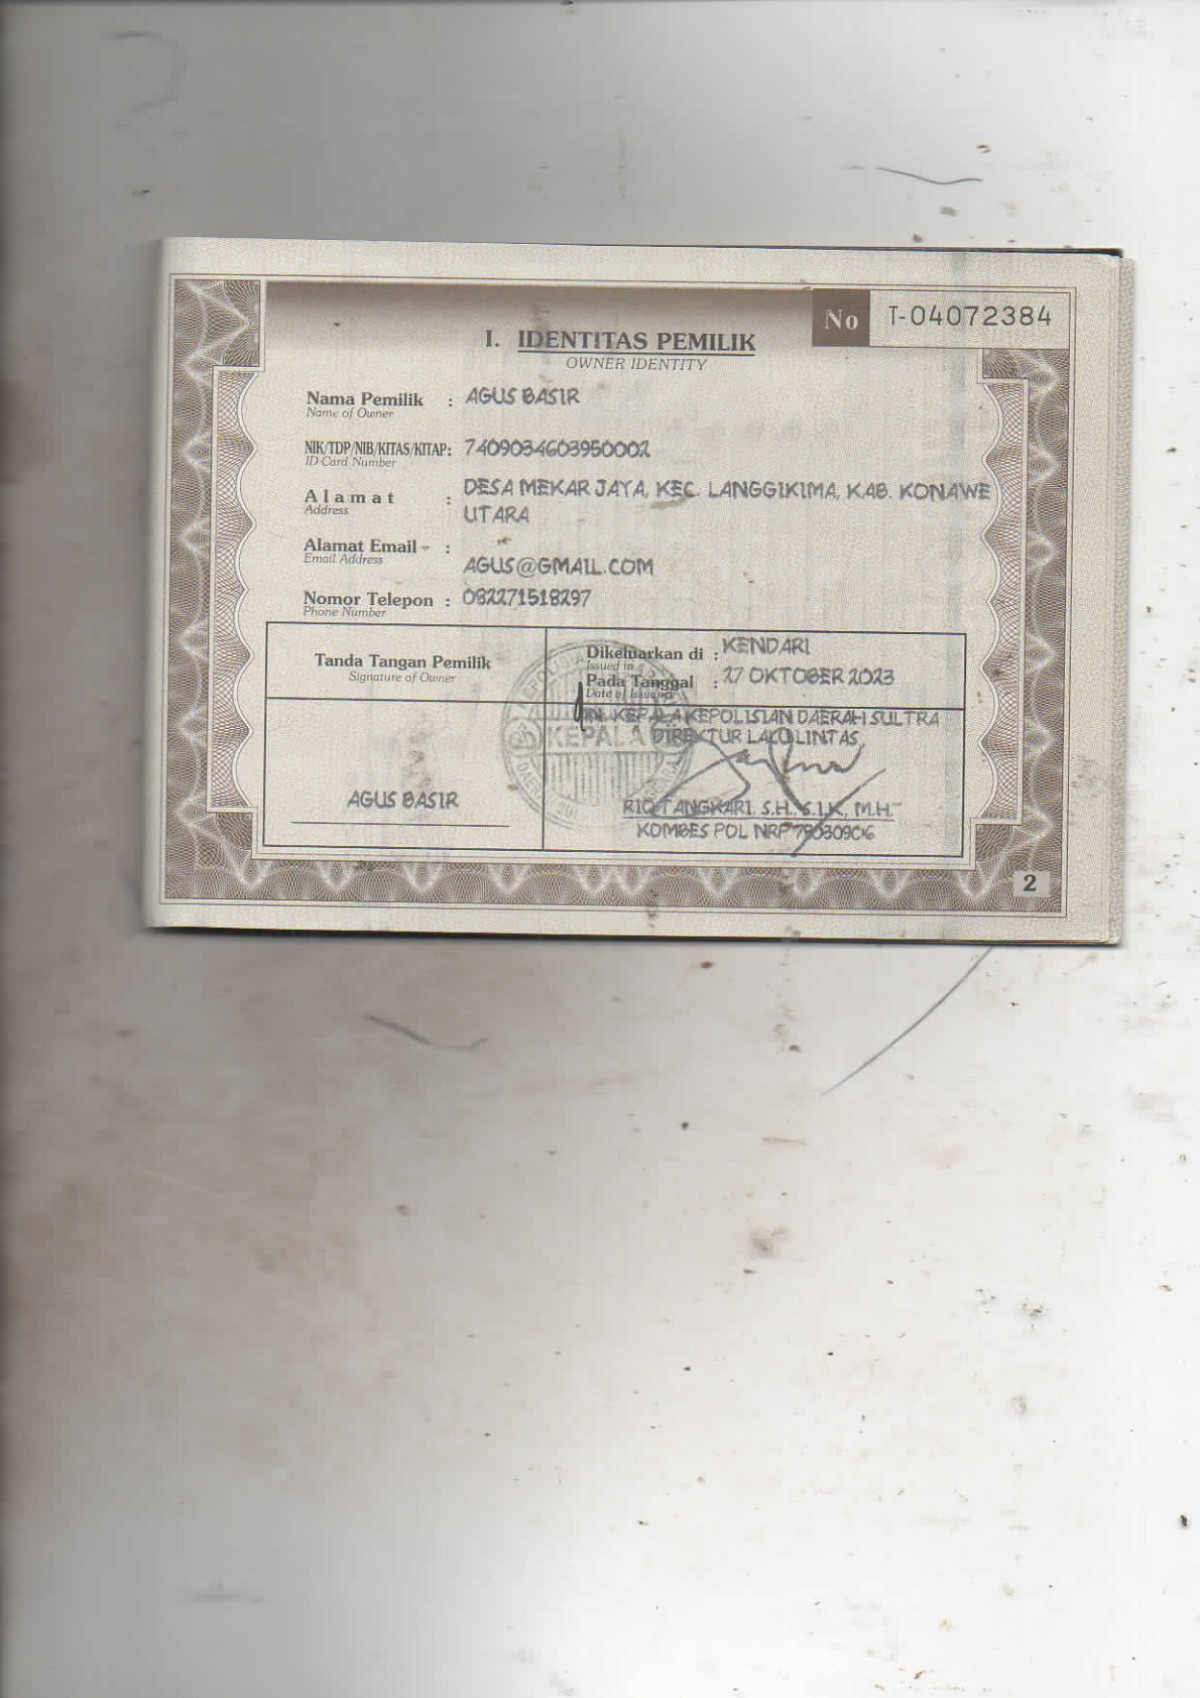 No T-04072384
I. IDENTITAS PEMILIK
OWNER IDENTITY
Nama Pemilik : AGUS BASIR
Name of Owner
NIK/TDP/NIB/KITAS/KITAP: 7409034603950002
ID Card Number
Alamat : DESA MEKAR JAYA, KEC. LANGGIKIMA, KAB. KONAWE
Address
UTARA
Alamat Email :
Email Address
AGUS@GMAIL.COM
Nomor Telepon : 082271518297
Phone Number
Tanda Tangan Pemilik
Signature of Owner
AGUS BASIR
Dikeluarkan di : KENDARI
Issued in
Pada Tanggal : 27 OKTOBER 2023
Date of Issuance
KEPALA KEPOLISIAN DAERAH SULTRA
DIREKTUR LALU LINTAS
KEPALA
RIO TANGKARI, S.H., S.I.K., M.H.
KOMBES POL NRP
2